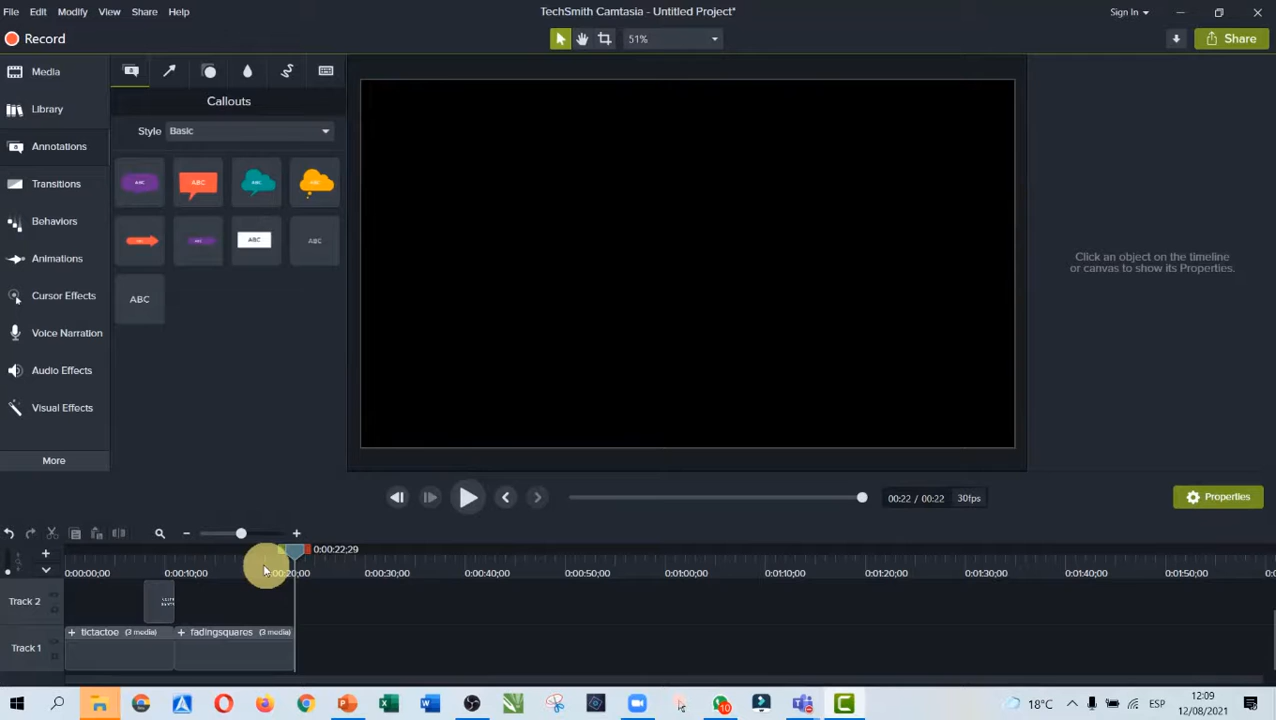 File Edit Modify View Share Help
TechSmith Camtasia - Untitled Project*
Sign In
Record
51%
Share
Media
Library
Annotations
Transitions
Behaviors
Animations
Cursor Effects
Voice Narration
Audio Effects
Visual Effects
More
Callouts
Style Basic
ABC ABC ABC ABC
ABC ABC ABC ABC
ABC
Click an object on the timeline
or canvas to show its Properties.
00:22 / 00:22 30fps
Properties
0:00:22;29
0:00:00;00 0:00:10;00 0:00:20;00 0:00:30;00 0:00:40;00 0:00:50;00 0:01:00;00 0:01:10;00 0:01:20;00 0:01:30;00 0:01:40;00 0:01:50;00
Track 2
+ tictactoe (3 media) + fadingsquares (3 media)
Track 1
10
18°C
ESP
12:09
12/08/2021